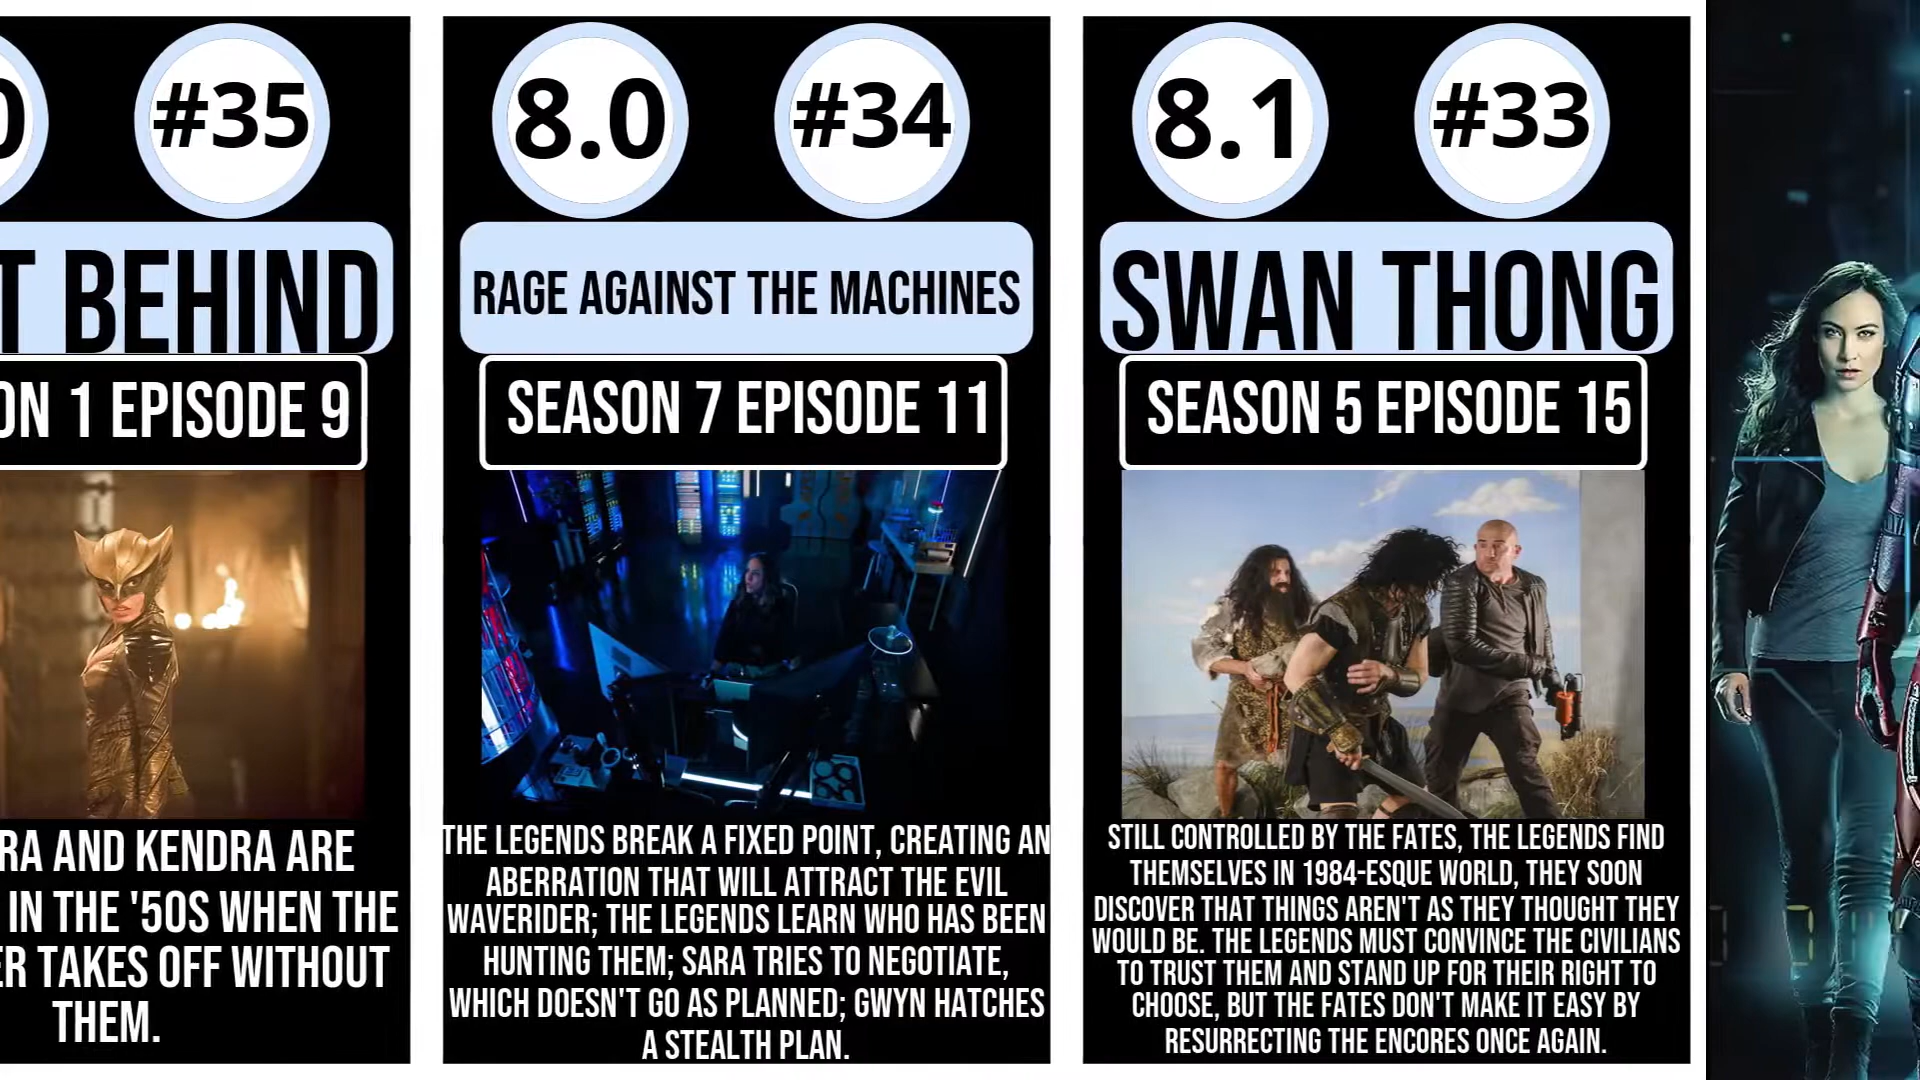 #35
T BEHIND
ON 1 EPISODE 9
RA AND KENDRA ARE
IN THE '50S WHEN THE
ER TAKES OFF WITHOUT
THEM.
8.0
#34
RAGE AGAINST THE MACHINES
SEASON 7 EPISODE 11
THE LEGENDS BREAK A FIXED POINT, CREATING AN
ABERRATION THAT WILL ATTRACT THE EVIL
WAVERIDER; THE LEGENDS LEARN WHO HAS BEEN
HUNTING THEM; SARA TRIES TO NEGOTIATE,
WHICH DOESN'T GO AS PLANNED; GWYN HATCHES
A STEALTH PLAN.
8.1
#33
SWAN THONG
SEASON 5 EPISODE 15
STILL CONTROLLED BY THE FATES, THE LEGENDS FIND
THEMSELVES IN 1984-ESQUE WORLD, THEY SOON
DISCOVER THAT THINGS AREN'T AS THEY THOUGHT THEY
WOULD BE. THE LEGENDS MUST CONVINCE THE CIVILIANS
TO TRUST THEM AND STAND UP FOR THEIR RIGHT TO
CHOOSE, BUT THE FATES DON'T MAKE IT EASY BY
RESURRECTING THE ENCORES ONCE AGAIN.